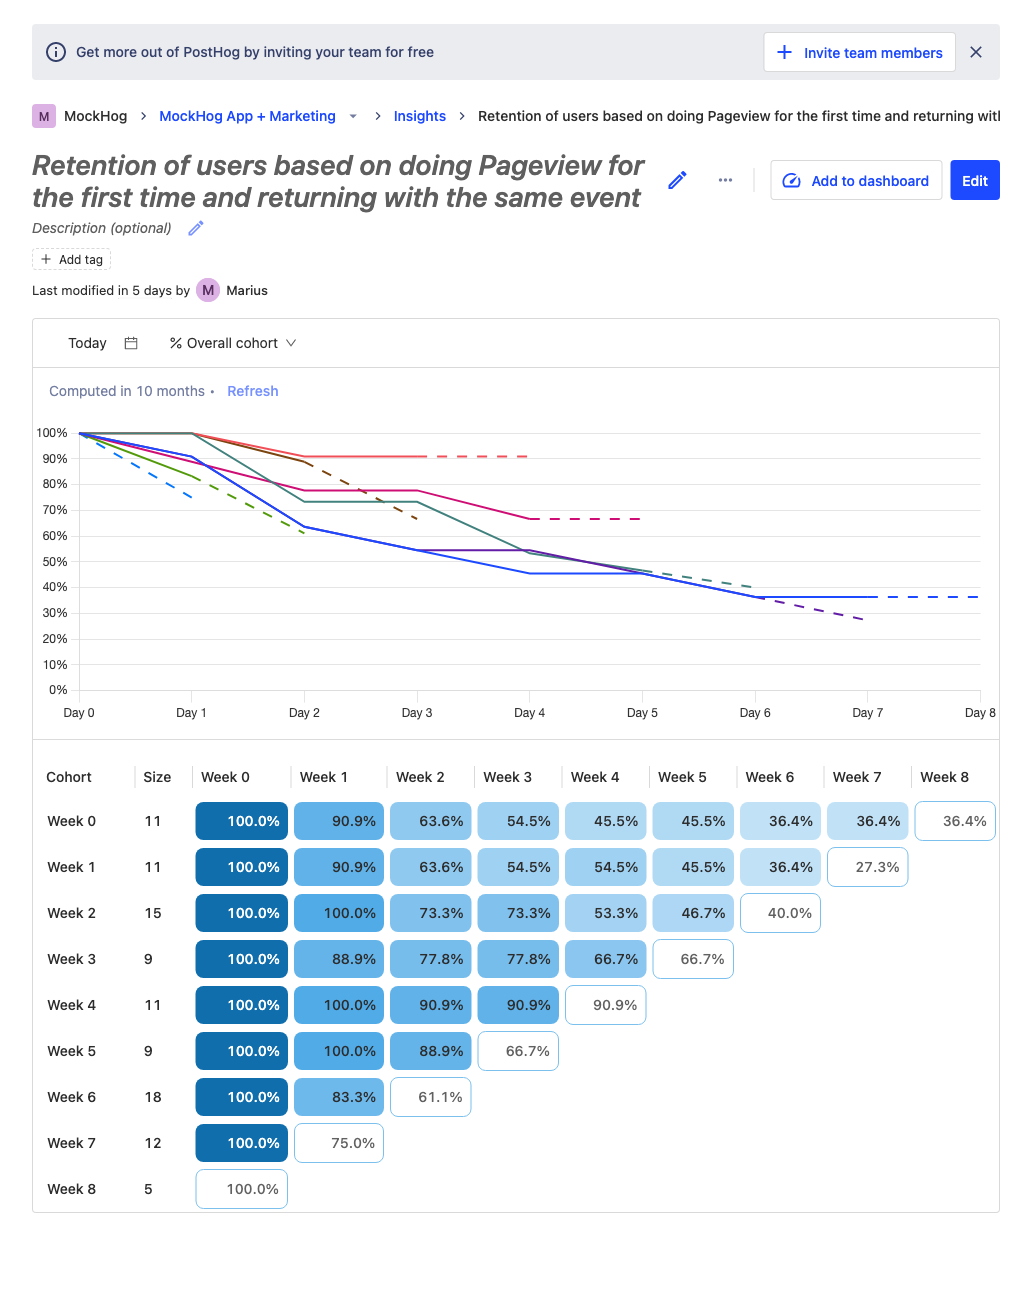 Get more out of PostHog by inviting your team for free
Invite team members
M MockHog > MockHog App + Marketing > Insights > Retention of users based on doing Pageview for the first time and returning wit
Retention of users based on doing Pageview for
the first time and returning with the same event
Add to dashboard
Edit
Description (optional)
+ Add tag
Last modified in 5 days by M Marius
Today
% Overall cohort
Computed in 10 months • Refresh
100%
90%
80%
70%
60%
50%
40%
30%
20%
10%
0%
Day 0 Day 1 Day 2 Day 3 Day 4 Day 5 Day 6 Day 7 Day 8
Cohort Size Week 0 Week 1 Week 2 Week 3 Week 4 Week 5 Week 6 Week 7 Week 8
Week 0 11 100.0% 90.9% 63.6% 54.5% 45.5% 45.5% 36.4% 36.4% 36.4%
Week 1 11 100.0% 90.9% 63.6% 54.5% 54.5% 45.5% 36.4% 27.3%
Week 2 15 100.0% 100.0% 73.3% 73.3% 53.3% 46.7% 40.0%
Week 3 9 100.0% 88.9% 77.8% 77.8% 66.7% 66.7%
Week 4 11 100.0% 100.0% 90.9% 90.9% 90.9%
Week 5 9 100.0% 100.0% 88.9% 66.7%
Week 6 18 100.0% 83.3% 61.1%
Week 7 12 100.0% 75.0%
Week 8 5 100.0%